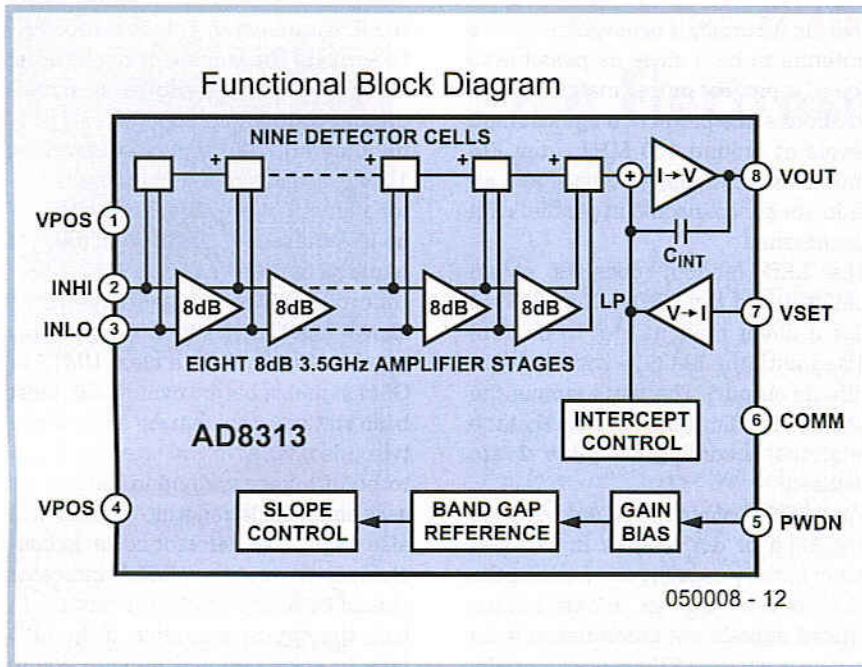 Functional Block Diagram
NINE DETECTOR CELLS
+ + + +
+
I→V
8 VOUT
VPOS 1
CINT
INHI 2
8dB 8dB 8dB 8dB
LP
V→I
7 VSET
INLO 3
EIGHT 8dB 3.5GHz AMPLIFIER STAGES
AD8313
INTERCEPT
CONTROL
6 COMM
VPOS 4
SLOPE
CONTROL
BAND GAP
REFERENCE
GAIN
BIAS
5 PWDN
050008 - 12